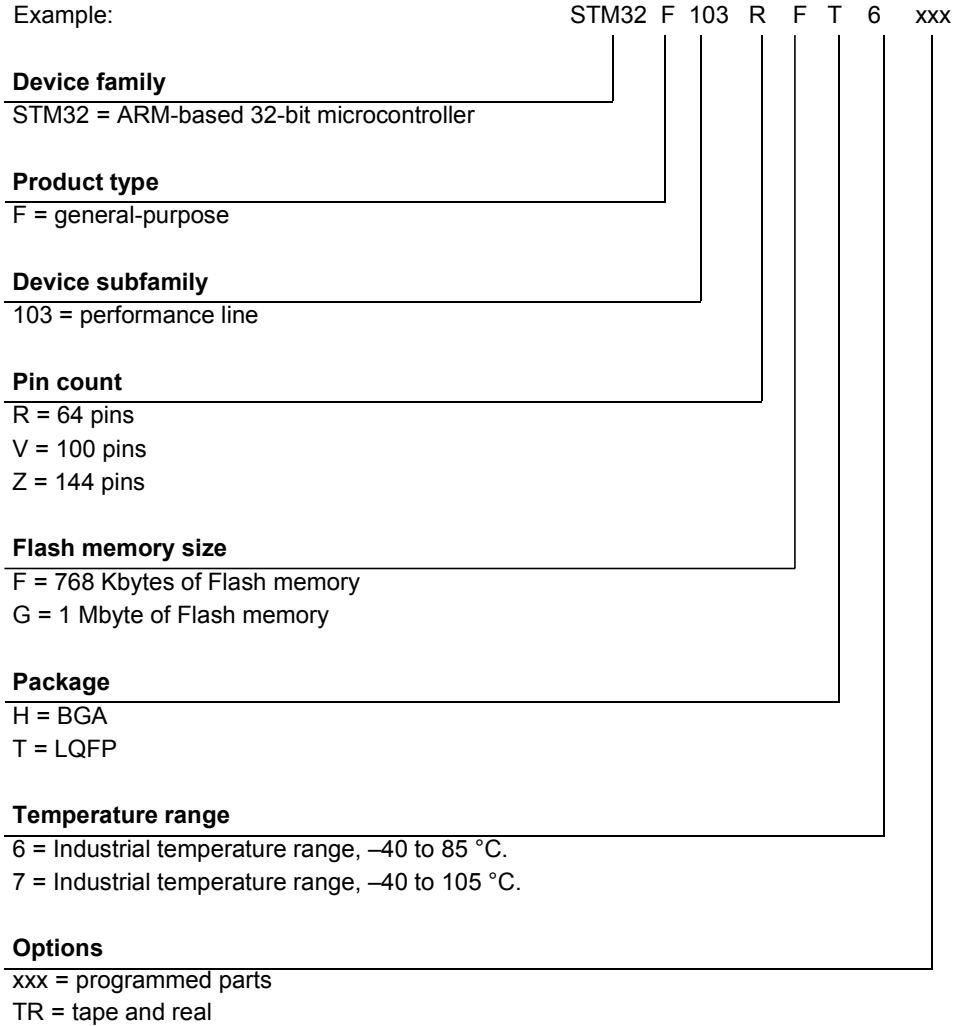 Example: STM32 F 103 R F T 6 xxx
Device family
STM32 = ARM-based 32-bit microcontroller
Product type
F = general-purpose
Device subfamily
103 = performance line
Pin count
R = 64 pins
V = 100 pins
Z = 144 pins
Flash memory size
F = 768 Kbytes of Flash memory
G = 1 Mbyte of Flash memory
Package
H = BGA
T = LQFP
Temperature range
6 = Industrial temperature range, –40 to 85 °C.
7 = Industrial temperature range, –40 to 105 °C.
Options
xxx = programmed parts
TR = tape and real